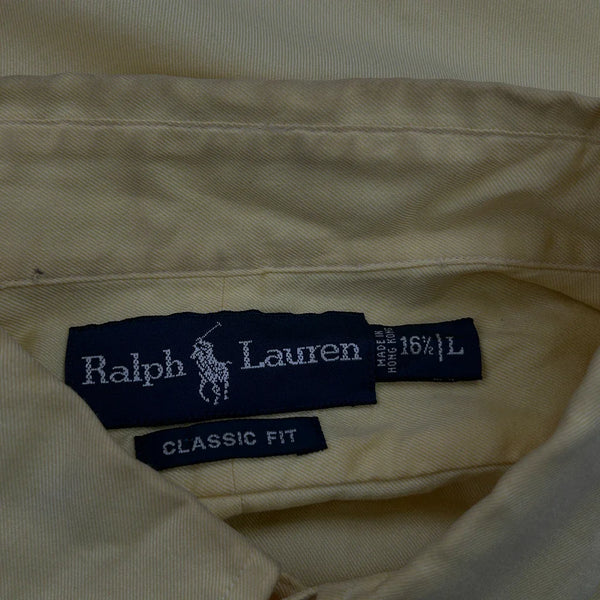 Ralph Lauren
MADE IN
HONG KONG
16½ L
CLASSIC FIT